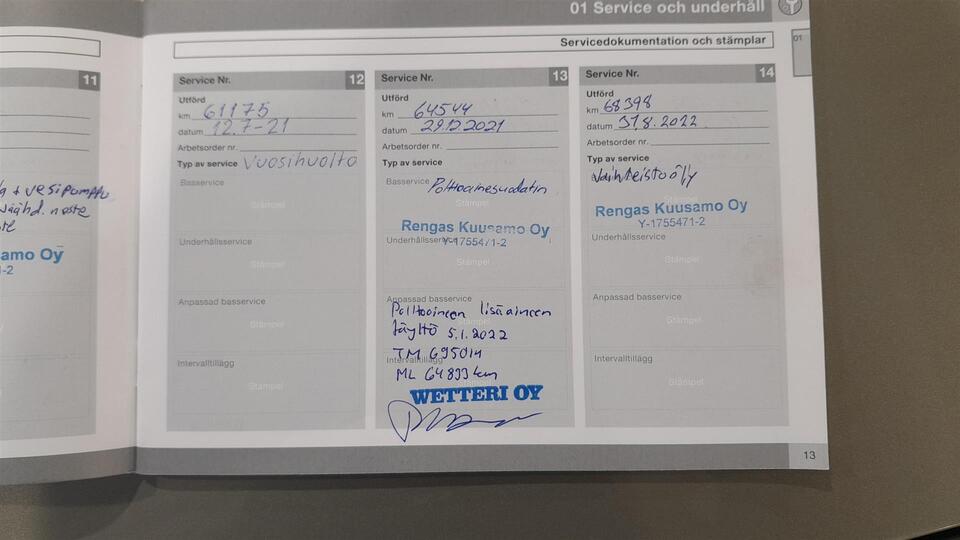 01 Service och underhåll
Servicedokumentation och stämplar
01
11
+ vesipumppu
neste
amo Oy
-2
Service Nr. 12
Utförd
km 61175
datum 12.7-21
Arbetsorder nr.
Typ av service Vuosihuolto
Basservice
Stämpel
Underhållsservice
Stämpel
Anpassad basservice
Stämpel
Intervalltillägg
Stämpel
Service Nr. 13
Utförd
km 64544
datum 29.12.2021
Arbetsorder nr.
Typ av service
Basservice Polttoainesuodatin
Stämpel
Rengas Kuusamo Oy
Underhållsservice Y-1755471-2
Stämpel
Anpassad basservice
Polttoaineen lisäaineen
täyttö 5.1.2022
TM 695014
Intervalltillägg
ML 64833 km
WETTERI OY
Service Nr. 14
Utförd
km 68398
datum 31.8.2022
Arbetsorder nr.
Typ av service
Vaihteistoöljy
Stämpel
Rengas Kuusamo Oy
Y-1755471-2
Underhållsservice
Stämpel
Anpassad basservice
Stämpel
Intervalltillägg
Stämpel
13